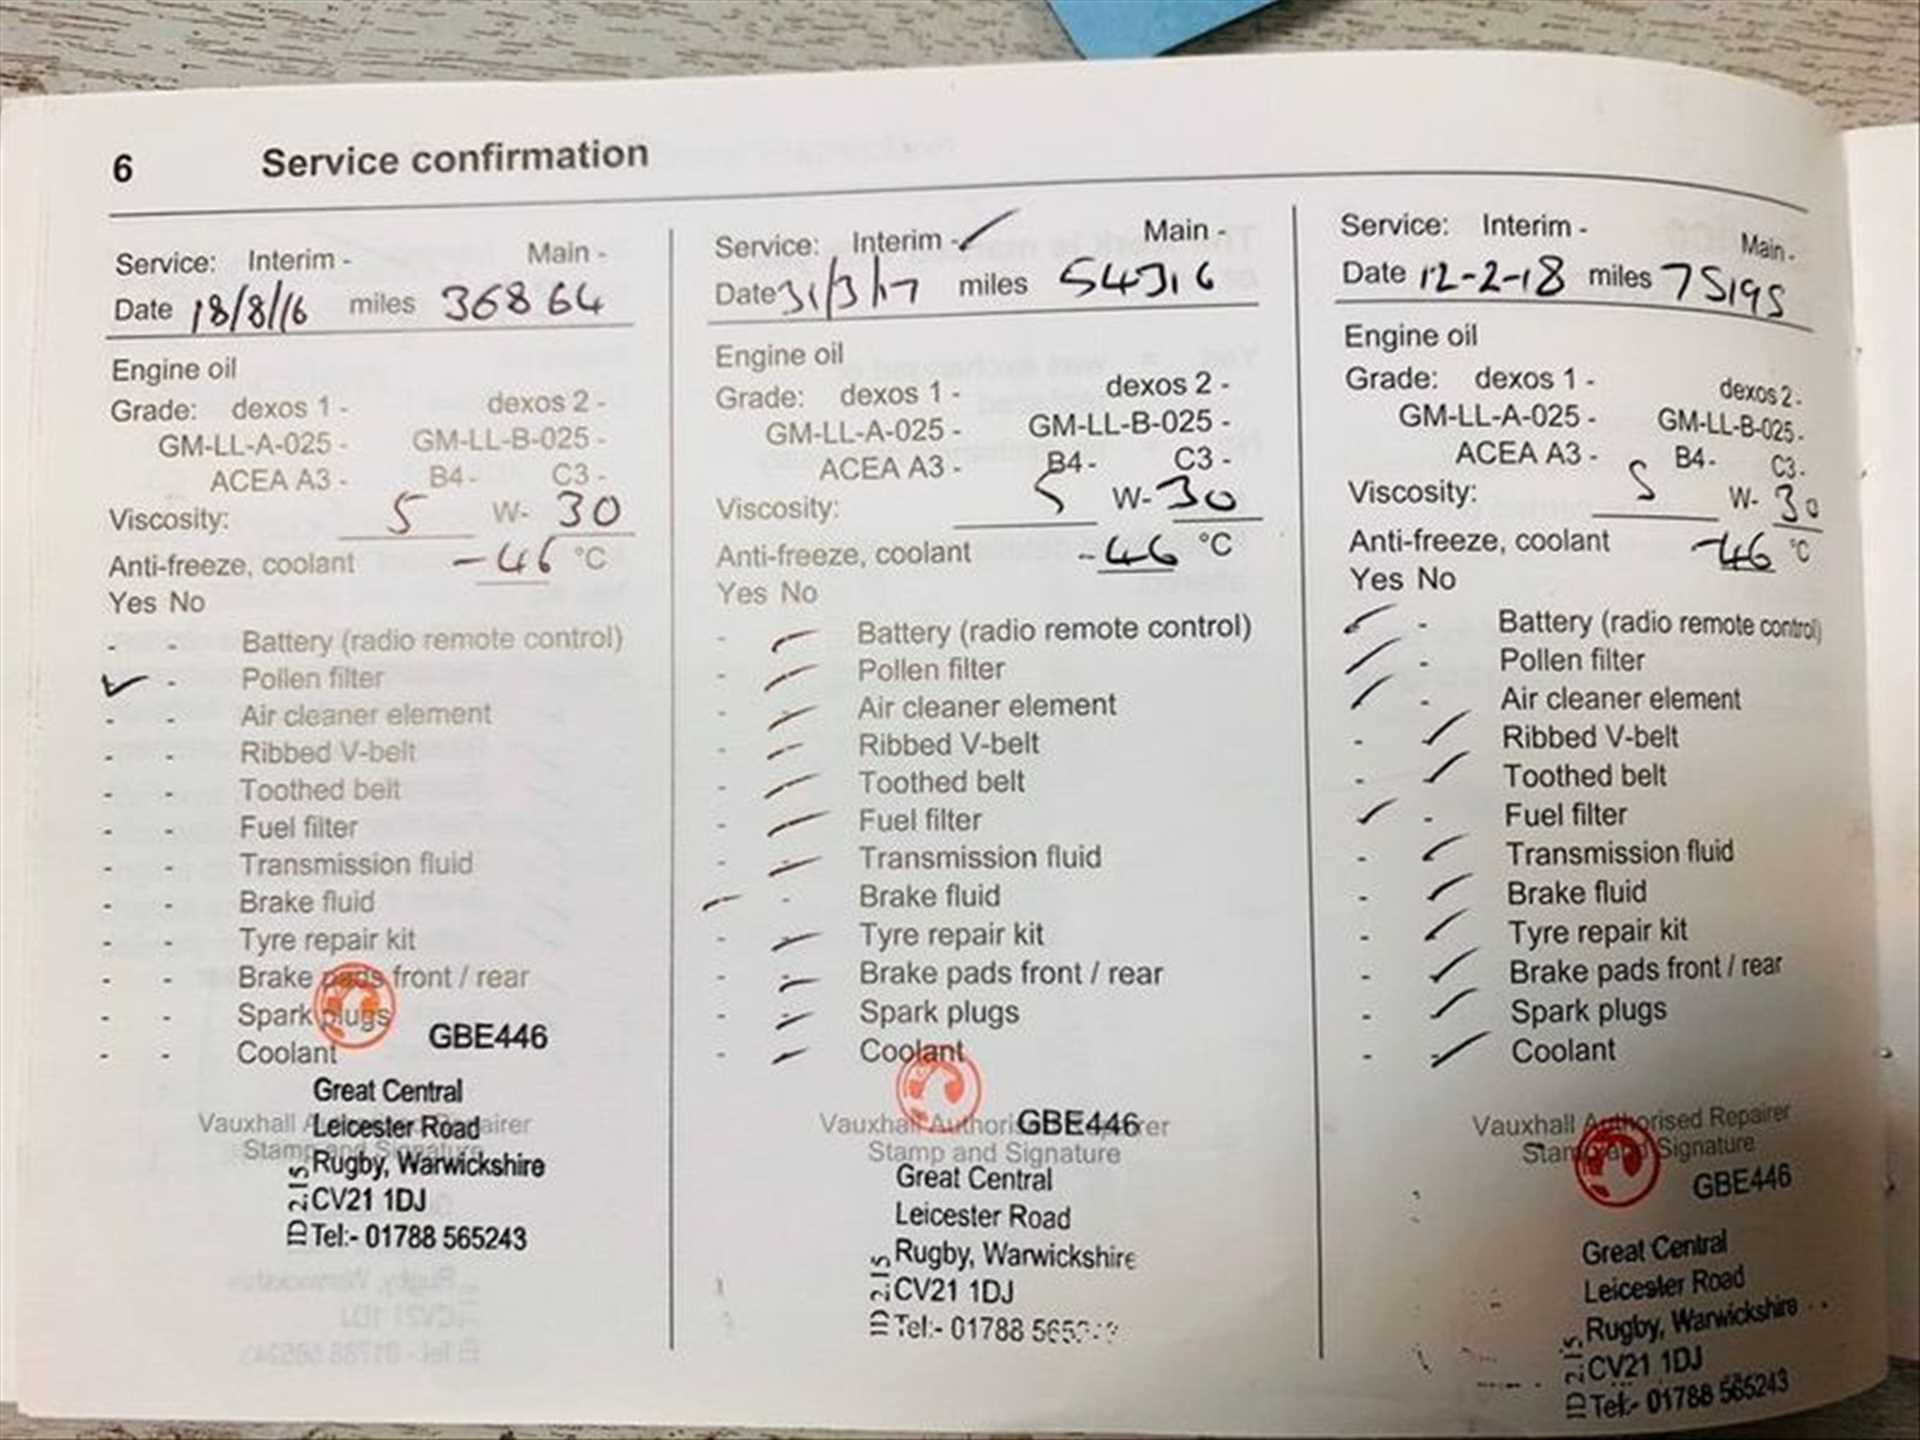 6 Service confirmation
Service: Interim - Main -
Date 18/8/16 miles 36864
Engine oil
Grade: dexos 1 - dexos 2 -
GM-LL-A-025 - GM-LL-B-025 -
ACEA A3 - B4 - C3 -
Viscosity: 5 W- 30
Anti-freeze, coolant -46 °C
Yes No
- - Battery (radio remote control)
✓ - Pollen filter
- - Air cleaner element
- - Ribbed V-belt
- - Toothed belt
- - Fuel filter
- - Transmission fluid
- - Brake fluid
- - Tyre repair kit
- - Brake pads front / rear
- - Spark plugs
- - Coolant
GBE446
Vauxhall Authorised Repairer
Stamp and Signature
Great Central
Leicester Road
Rugby, Warwickshire
CV21 1DJ
Tel:- 01788 565243
ID 2.15
Service: Interim - ✓ Main -
Date 31/3/17 miles 54316
Engine oil
Grade: dexos 1 - dexos 2 -
GM-LL-A-025 - GM-LL-B-025 -
ACEA A3 - B4 - C3 -
Viscosity: 5 W- 30
Anti-freeze, coolant -46 °C
Yes No
- ✓ Battery (radio remote control)
- ✓ Pollen filter
- ✓ Air cleaner element
- ✓ Ribbed V-belt
- ✓ Toothed belt
- ✓ Fuel filter
- ✓ Transmission fluid
✓ - Brake fluid
- ✓ Tyre repair kit
- ✓ Brake pads front / rear
- ✓ Spark plugs
- ✓ Coolant
GBE446
Vauxhall Authorised Repairer
Stamp and Signature
Great Central
Leicester Road
Rugby, Warwickshire
CV21 1DJ
Tel:- 01788
ID 2.15
Service: Interim - Main -
Date 12-2-18 miles 75195
Engine oil
Grade: dexos 1 - dexos 2 -
GM-LL-A-025 - GM-LL-B-025 -
ACEA A3 - B4 - C3 -
Viscosity: 5 W- 30
Anti-freeze, coolant -46 °C
Yes No
✓ - Battery (radio remote control)
✓ - Pollen filter
✓ - Air cleaner element
- ✓ Ribbed V-belt
- ✓ Toothed belt
✓ - Fuel filter
- ✓ Transmission fluid
- ✓ Brake fluid
- ✓ Tyre repair kit
- ✓ Brake pads front / rear
- ✓ Spark plugs
- ✓ Coolant
Vauxhall Authorised Repairer
Stamp and Signature
GBE446
Great Central
Leicester Road
Rugby, Warwickshire
CV21 1DJ
Tel:- 01788 565243
ID 2.15